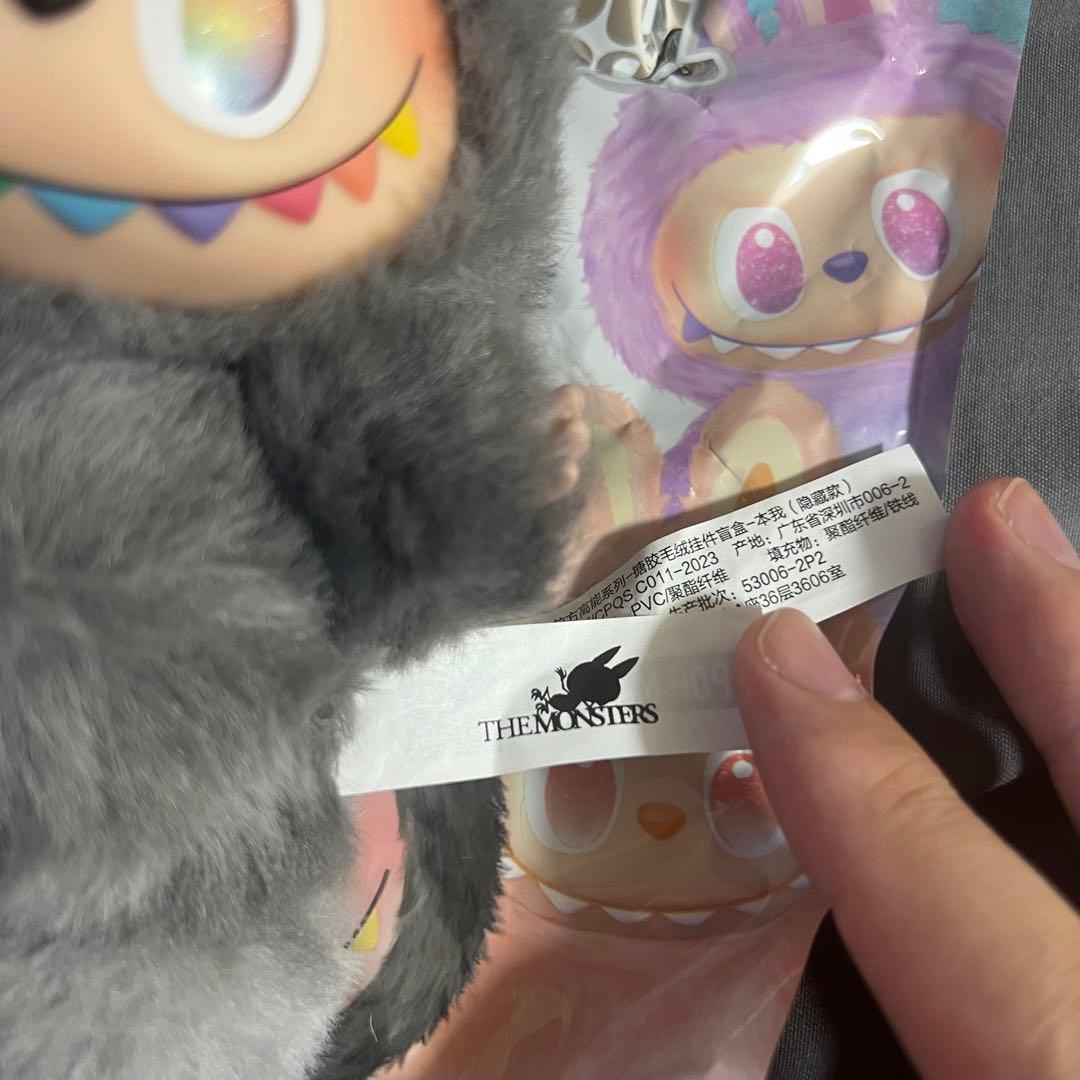 前方高能系列-搪胶毛绒挂件盲盒-本我（隐藏款）
/CPQS C011-2023 产地：广东省深圳市006-2
PVC/聚酯纤维 填充物：聚酯纤维/铁线
生产批次：53006-2P2
座36层3606室
THE MONSTERS